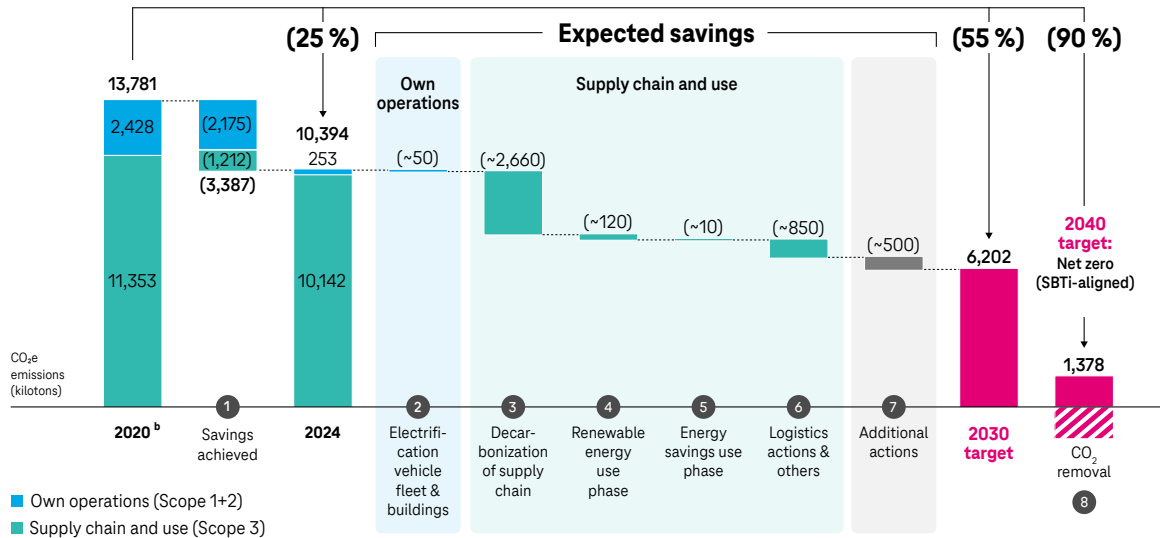 (25 %)
Expected savings
(55 %)
(90 %)
Own
operations
Supply chain and use
13,781
2,428
11,353
(2,175)
(1,212)
(3,387)
10,394
253
10,142
(~50)
(~2,660)
(~120)
(~10)
(~850)
(~500)
6,202
2040
target:
Net zero
(SBTi-aligned)
1,378
CO₂e
emissions
(kilotons)
2020 ᵇ
1
Savings
achieved
2024
2
Electrifi-
cation
vehicle
fleet &
buildings
3
Decar-
bonization
of supply
chain
4
Renewable
energy use
phase
5
Energy
savings use
phase
6
Logistics
actions &
others
7
Additional
actions
2030
target
CO₂
removal
8
Own operations (Scope 1+2)
Supply chain and use (Scope 3)